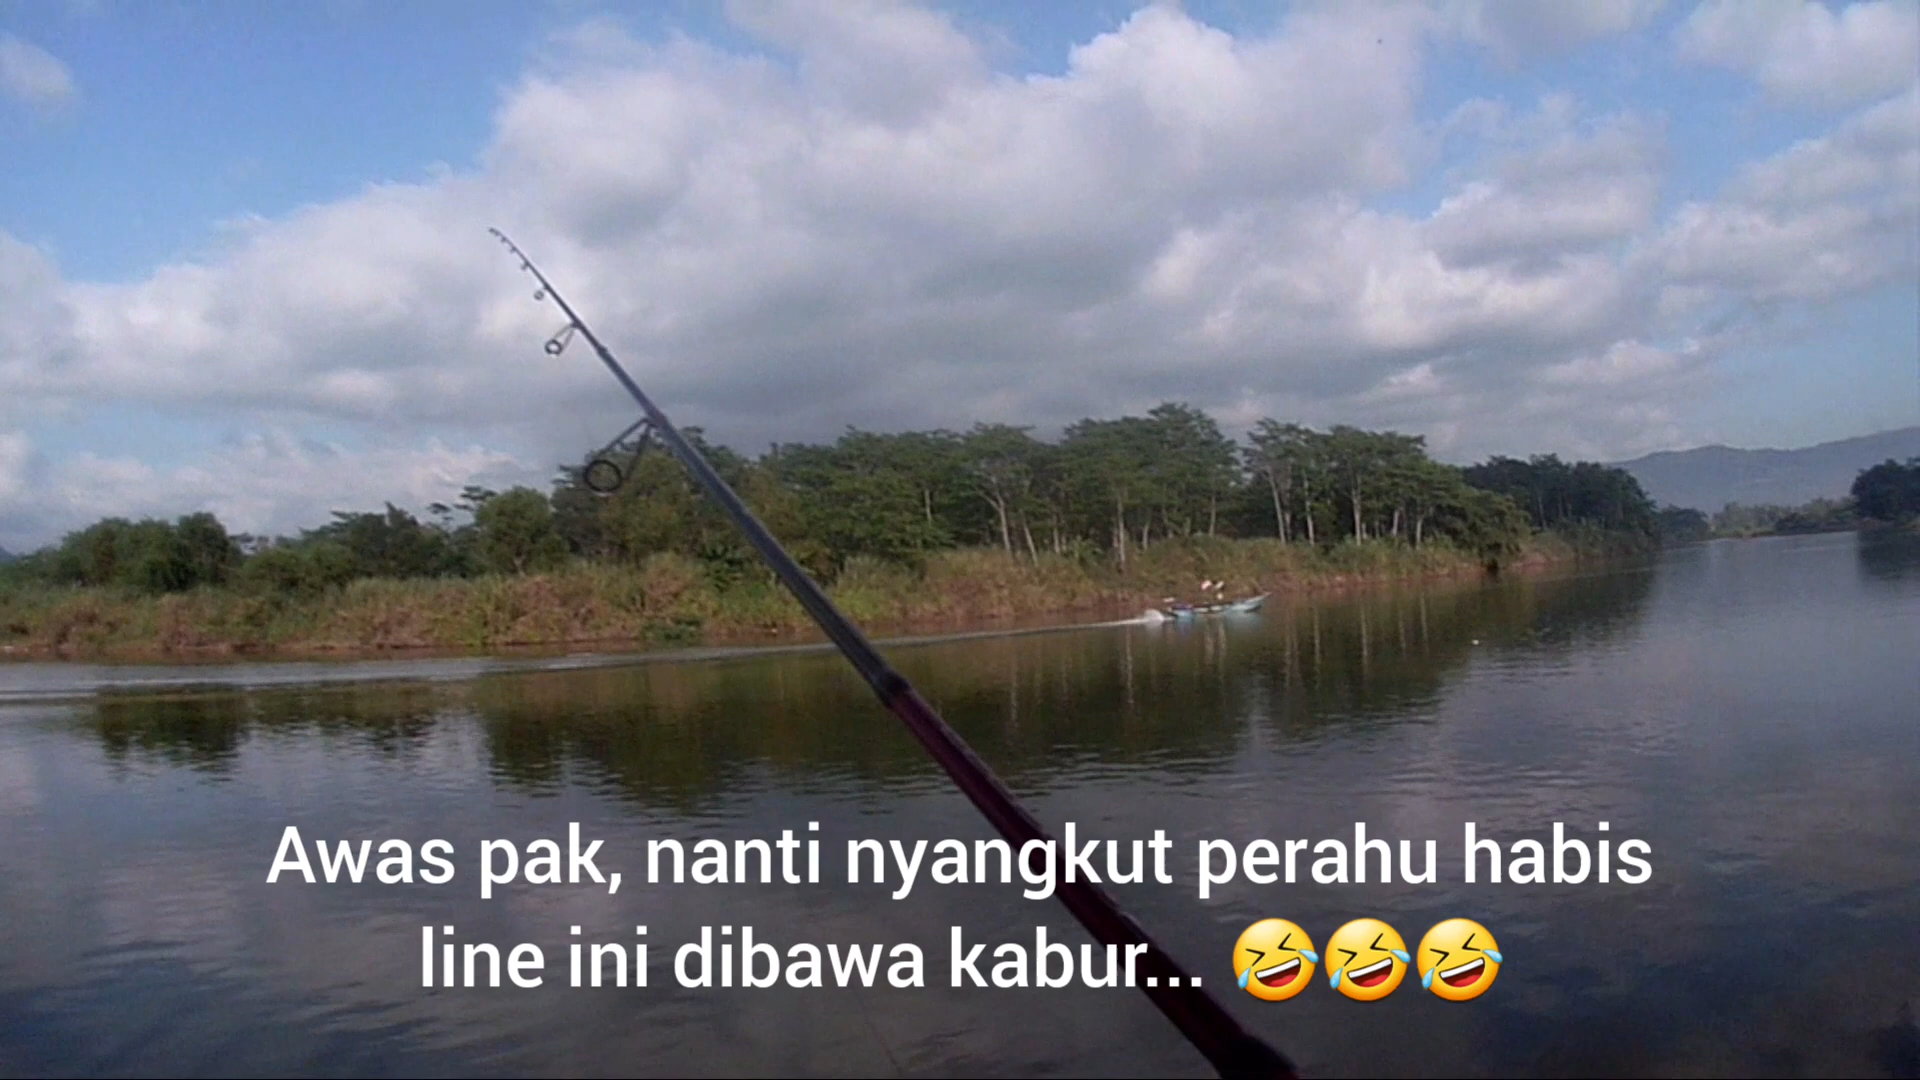 Awas pak, nanti nyangkut perahu habis
line ini dibawa kabur... 🤣🤣🤣